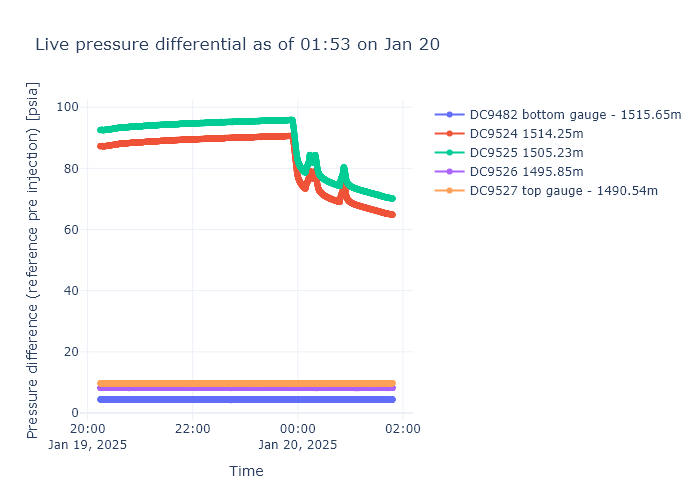 Live pressure differential as of 01:53 on Jan 20
Pressure difference (reference pre injection) [psia]
100
80
60
40
20
0
20:00
Jan 19, 2025
22:00
00:00
Jan 20, 2025
02:00
Time
DC9482 bottom gauge - 1515.65m
DC9524 1514.25m
DC9525 1505.23m
DC9526 1495.85m
DC9527 top gauge - 1490.54m